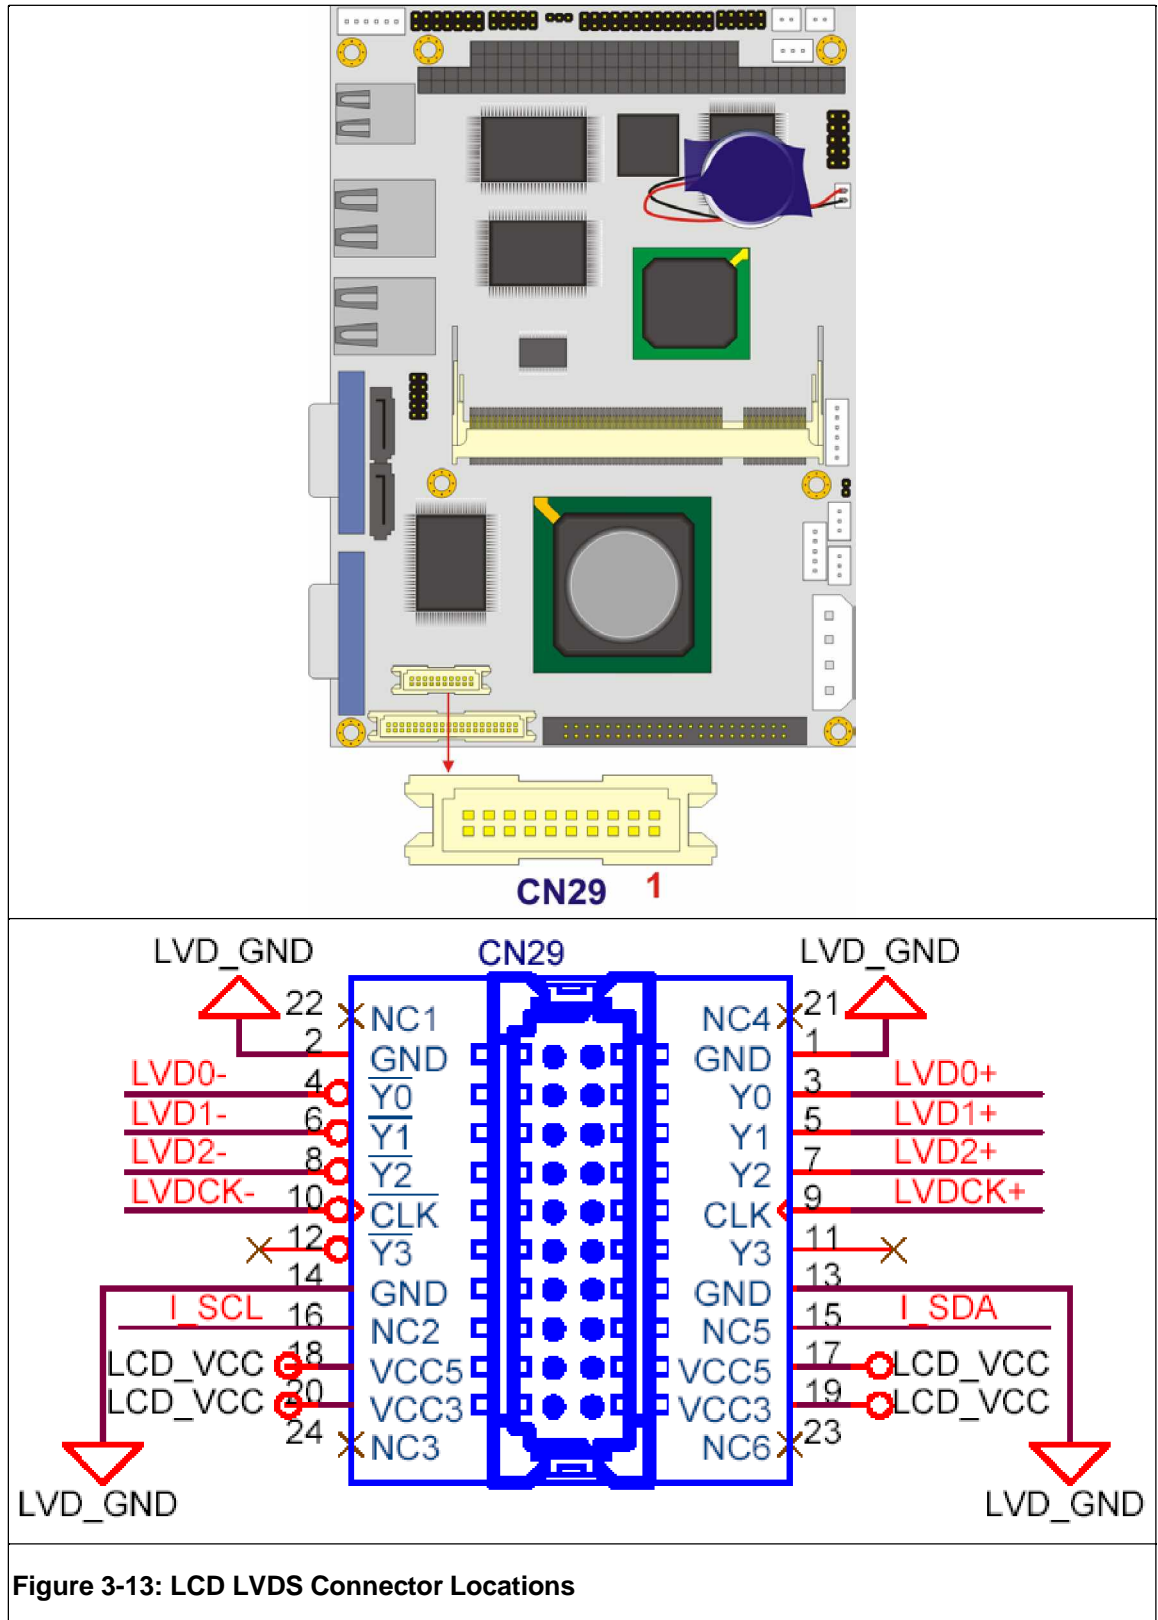 CN29 1
LVD_GND CN29 LVD_GND
22 NC1 NC4 21
2 GND GND 1
LVD0- 4 Y0 Y0 3 LVD0+
LVD1- 6 Y1 Y1 5 LVD1+
LVD2- 8 Y2 Y2 7 LVD2+
LVDCK- 10 CLK CLK 9 LVDCK+
12 Y3 Y3 11
14 GND GND 13
I_SCL 16 NC2 NC5 15 I_SDA
LCD_VCC 18 VCC5 VCC5 17 LCD_VCC
LCD_VCC 20 VCC3 VCC3 19 LCD_VCC
24 NC3 NC6 23
LVD_GND LVD_GND
Figure 3-13: LCD LVDS Connector Locations